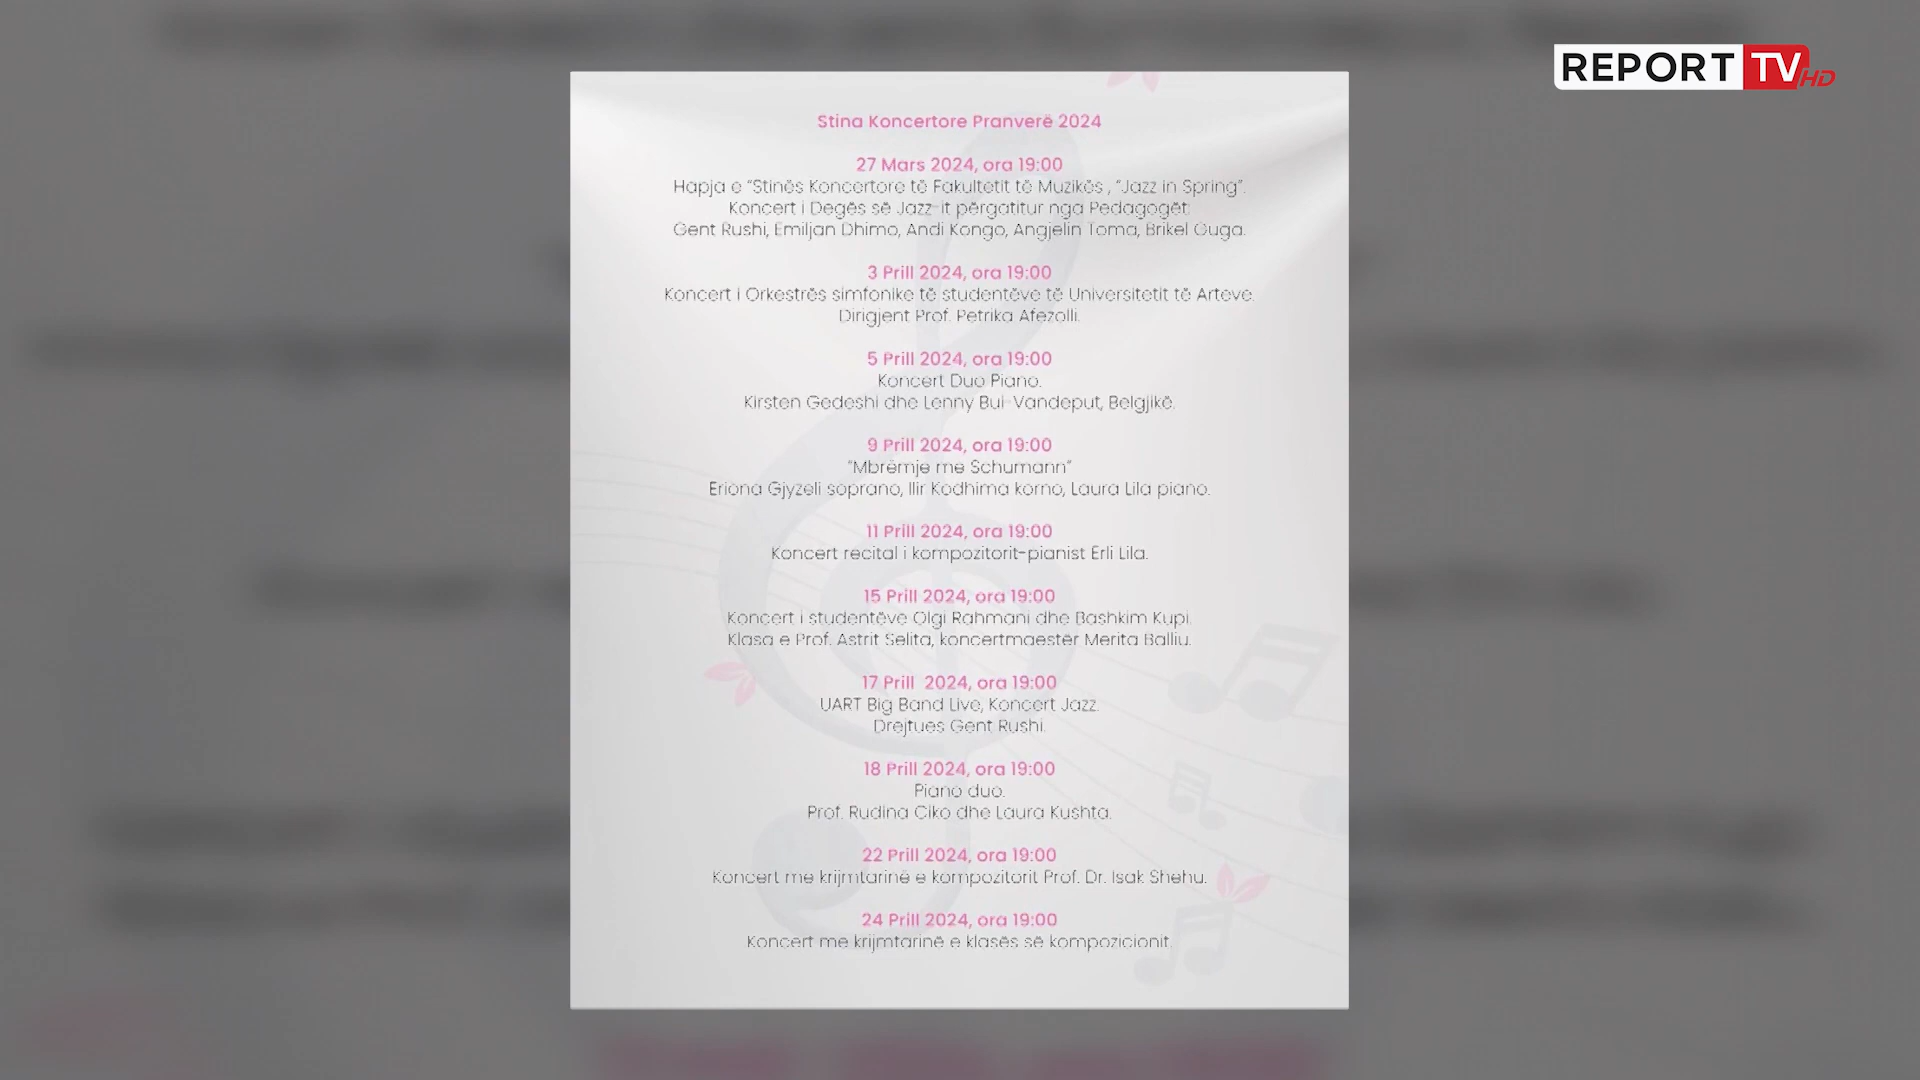 REPORT TV HD
Stina Koncertore Pranverë 2024
27 Mars 2024, ora 19:00
Hapja e “Stinës Koncertore të Fakultetit të Muzikës , “Jazz in Spring”.
Koncert i Degës së Jazz-it përgatitur nga Pedagogët:
Gent Rushi, Emiljan Dhimo, Andi Kongo, Angjelin Toma, Brikel Guga.
3 Prill 2024, ora 19:00
Koncert i Orkestrës simfonike të studentëve të Universitetit të Arteve.
Dirigjent Prof. Petrika Afezolli.
5 Prill 2024, ora 19:00
Koncert Duo Piano.
Kirsten Gedeshi dhe Lenny Bui-Vandeput, Belgjikë.
9 Prill 2024, ora 19:00
“Mbrëmje me Schumann”
Eriona Gjyzeli soprano, Ilir Kodhima korno, Laura Lila piano.
11 Prill 2024, ora 19:00
Koncert recital i kompozitorit-pianist Erli Lila.
15 Prill 2024, ora 19:00
Koncert i studentëve Olgi Rahmani dhe Bashkim Kupi.
Klasa e Prof. Astrit Selita, koncertmaestër Merita Balliu.
17 Prill 2024, ora 19:00
UART Big Band Live, Koncert Jazz.
Drejtues Gent Rushi.
18 Prill 2024, ora 19:00
Piano duo.
Prof. Rudina Ciko dhe Laura Kushta.
22 Prill 2024, ora 19:00
Koncert me krijmtarinë e kompozitorit Prof. Dr. Isak Shehu.
24 Prill 2024, ora 19:00
Koncert me krijmtarinë e klasës së kompozicionit.